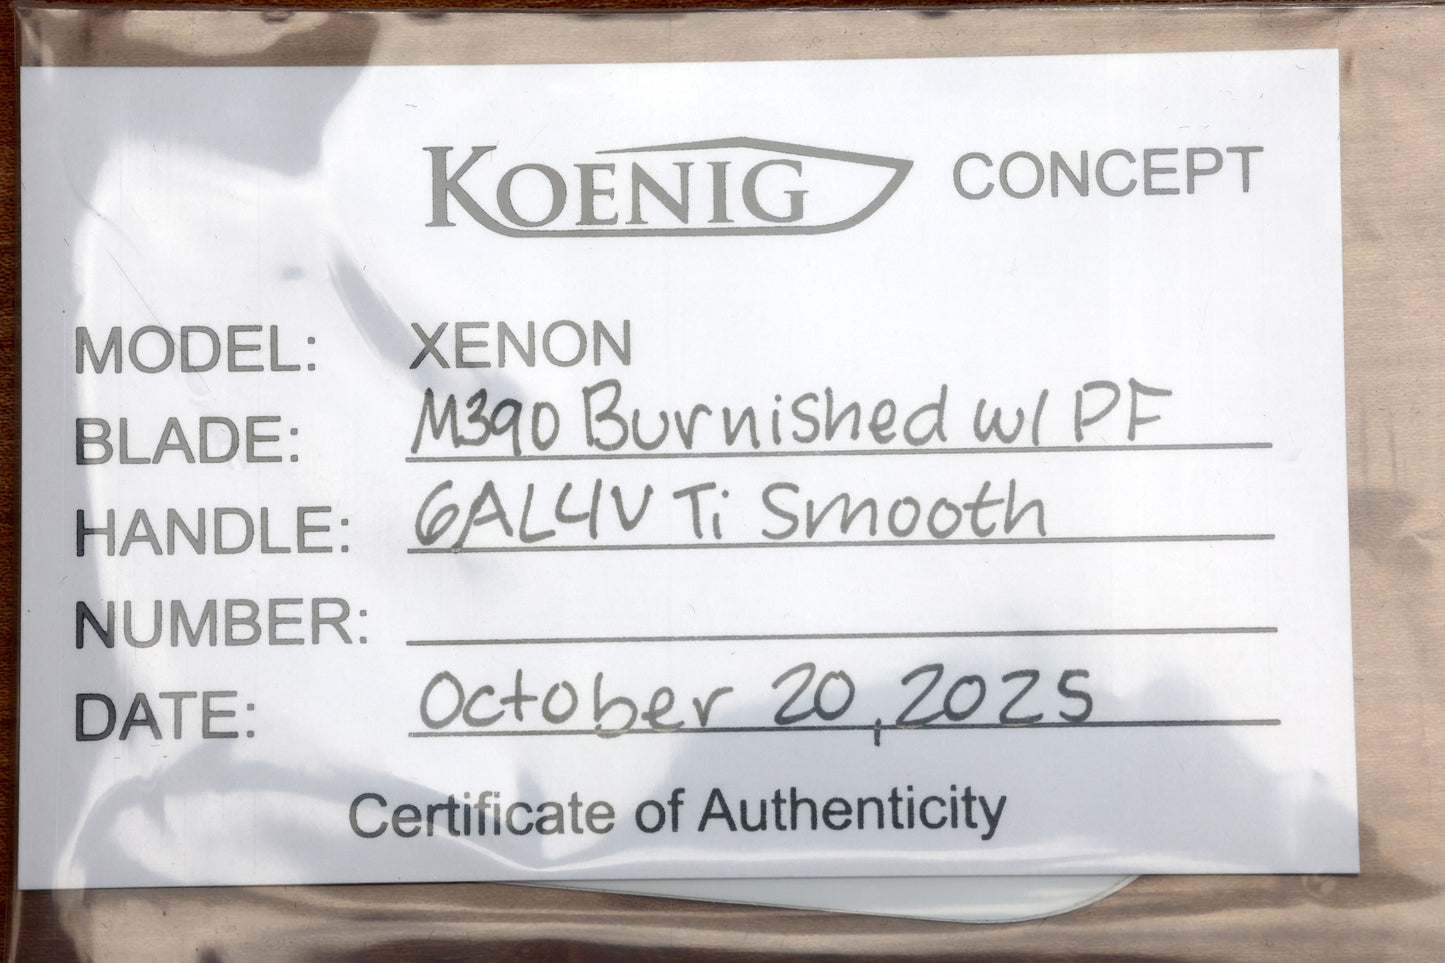 KOENIG CONCEPT
MODEL: XENON
BLADE: M390 Burnished w/ PF
HANDLE: 6AL4V Ti Smooth
NUMBER:
DATE: October 20, 2025
Certificate of Authenticity